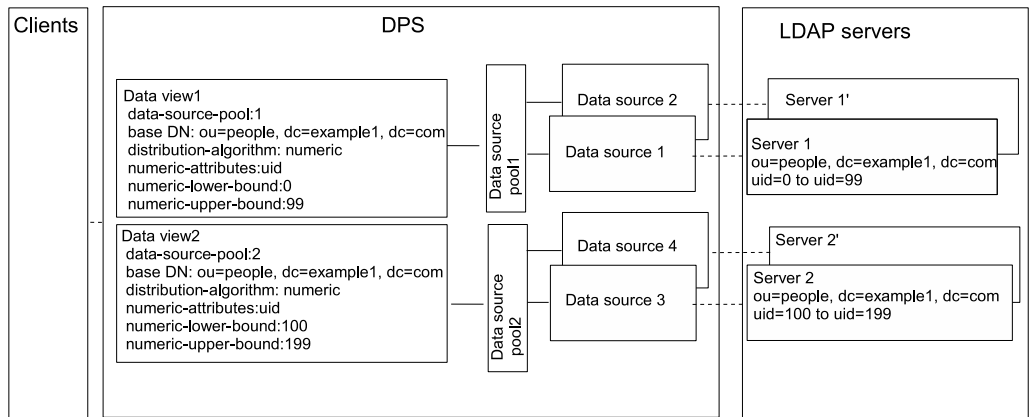 Clients
DPS
LDAP servers
Data view1
data-source-pool:1
base DN: ou=people, dc=example1, dc=com
distribution-algorithm: numeric
numeric-attributes:uid
numeric-lower-bound:0
numeric-upper-bound:99
Data source
pool1
Data source 2
Data source 1
Server 1'
Server 1
ou=people, dc=example1, dc=com
uid=0 to uid=99
Data view2
data-source-pool:2
base DN: ou=people, dc=example1, dc=com
distribution-algorithm: numeric
numeric-attributes:uid
numeric-lower-bound:100
numeric-upper-bound:199
Data source
pool2
Data source 4
Data source 3
Server 2'
Server 2
ou=people, dc=example1, dc=com
uid=100 to uid=199